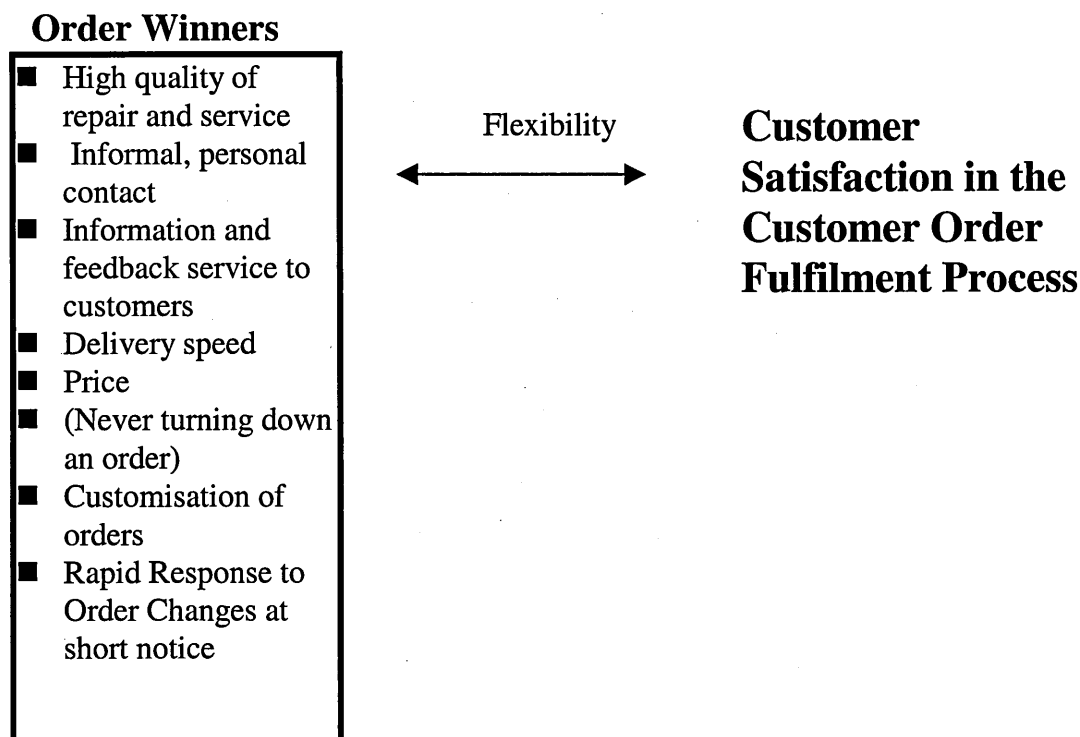 Order Winners
■ High quality of
repair and service
■ Informal, personal
contact
■ Information and
feedback service to
customers
■ Delivery speed
■ Price
■ (Never turning down
an order)
■ Customisation of
orders
■ Rapid Response to
Order Changes at
short notice
Flexibility
Customer
Satisfaction in the
Customer Order
Fulfilment Process